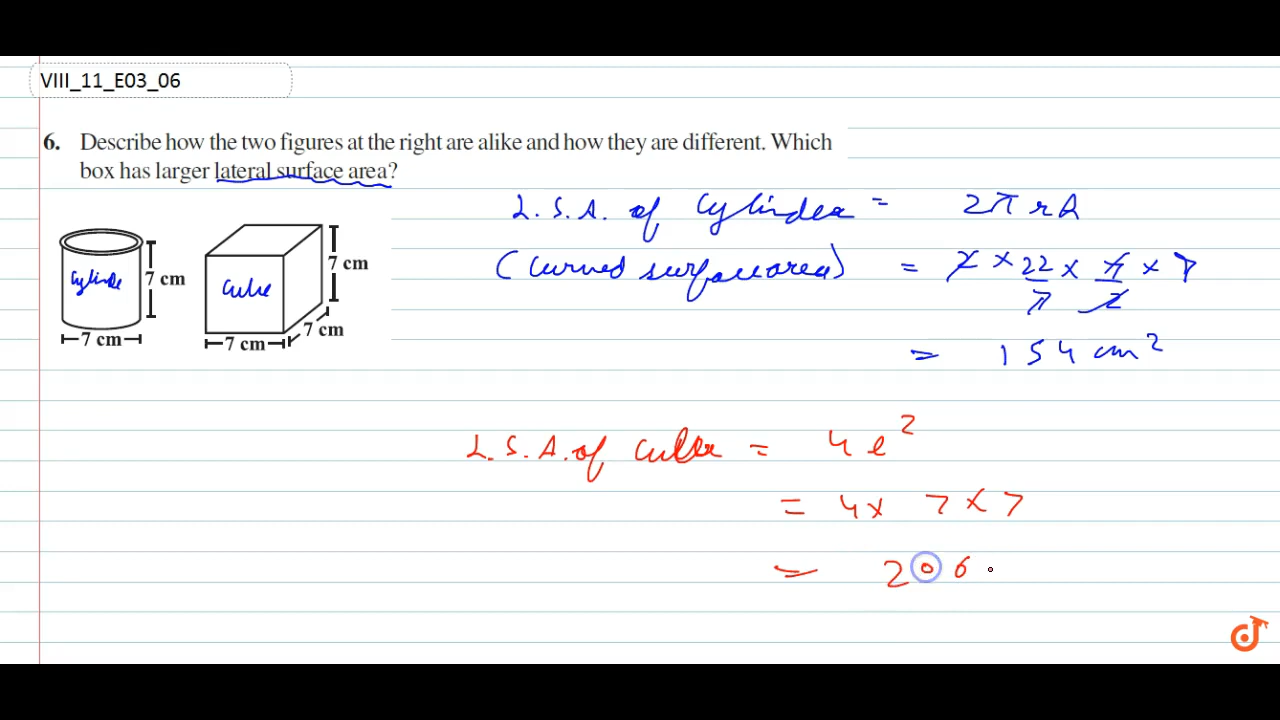 VIII_11_E03_06
6. Describe how the two figures at the right are alike and how they are different. Which
box has larger lateral surface area?
L.S.A. of Cylinder = 2πrh
(Curved surface area) = 2 × 22/7 × 7/2 × 7
= 154 cm²
Cylinder
7 cm
7 cm
Cube
7 cm
7 cm
7 cm
L.S.A. of Cube = 4l²
= 4 × 7 × 7
= 206